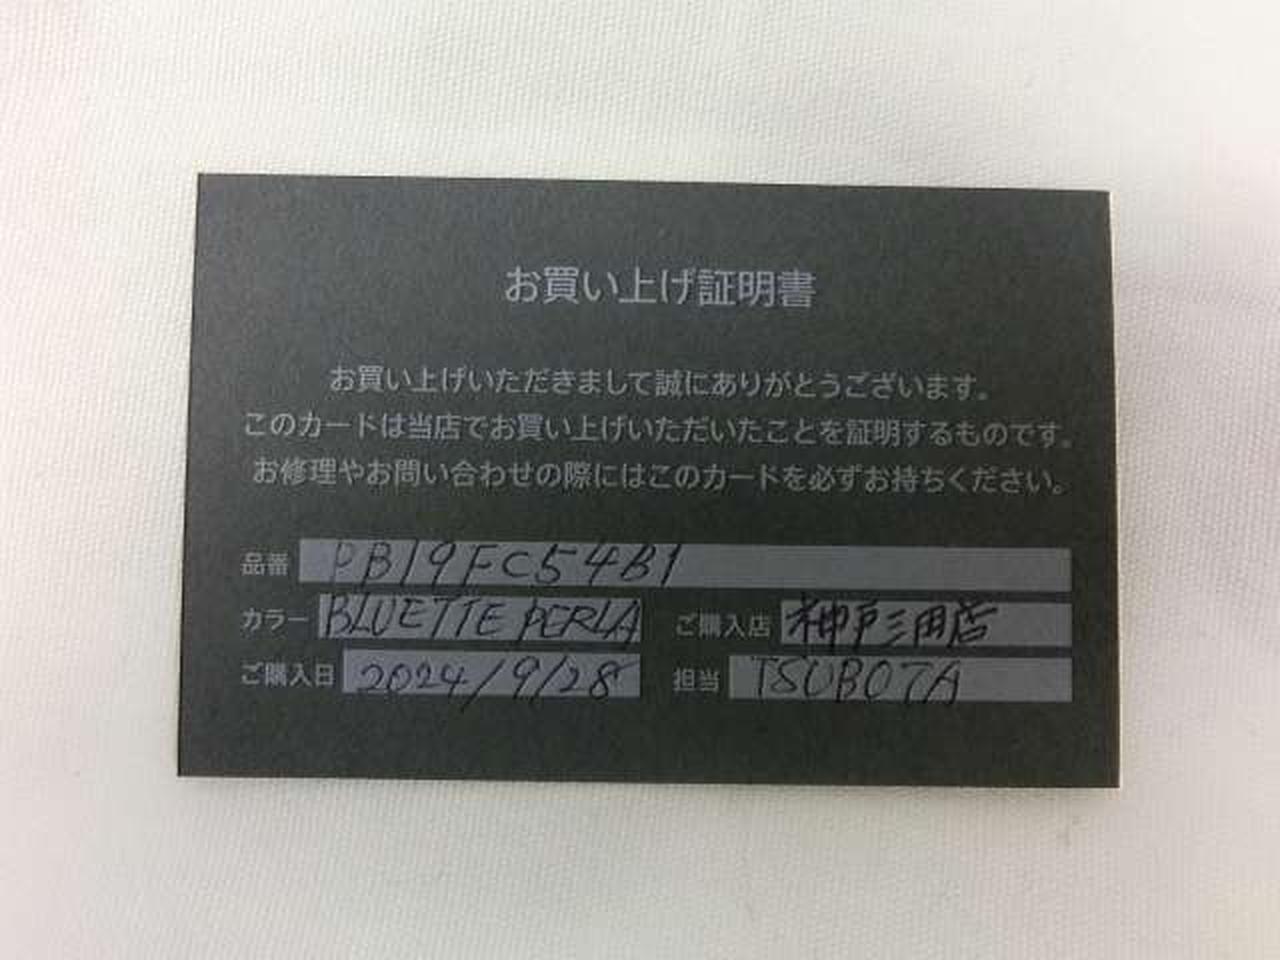 お買い上げ証明書
お買い上げいただきまして誠にありがとうございます。
このカードは当店でお買い上げいただいたことを証明するものです。
お修理やお問い合わせの際にはこのカードを必ずお持ちください。
品番 PB19FC54B1
カラー BLUETTE PERLA ご購入店 神戸三田店
ご購入日 2024/9/28 担当 TSUBOTA